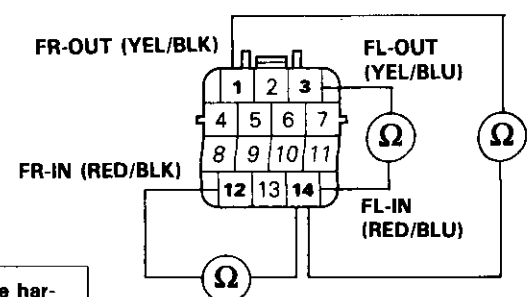 FR-OUT (YEL/BLK)
FL-OUT
(YEL/BLU)
1 2 3
4 5 6 7
Ω Ω
8 9 10 11
FR-IN (RED/BLK)
12 13 14
FL-IN
(RED/BLU)
Ω
e har-